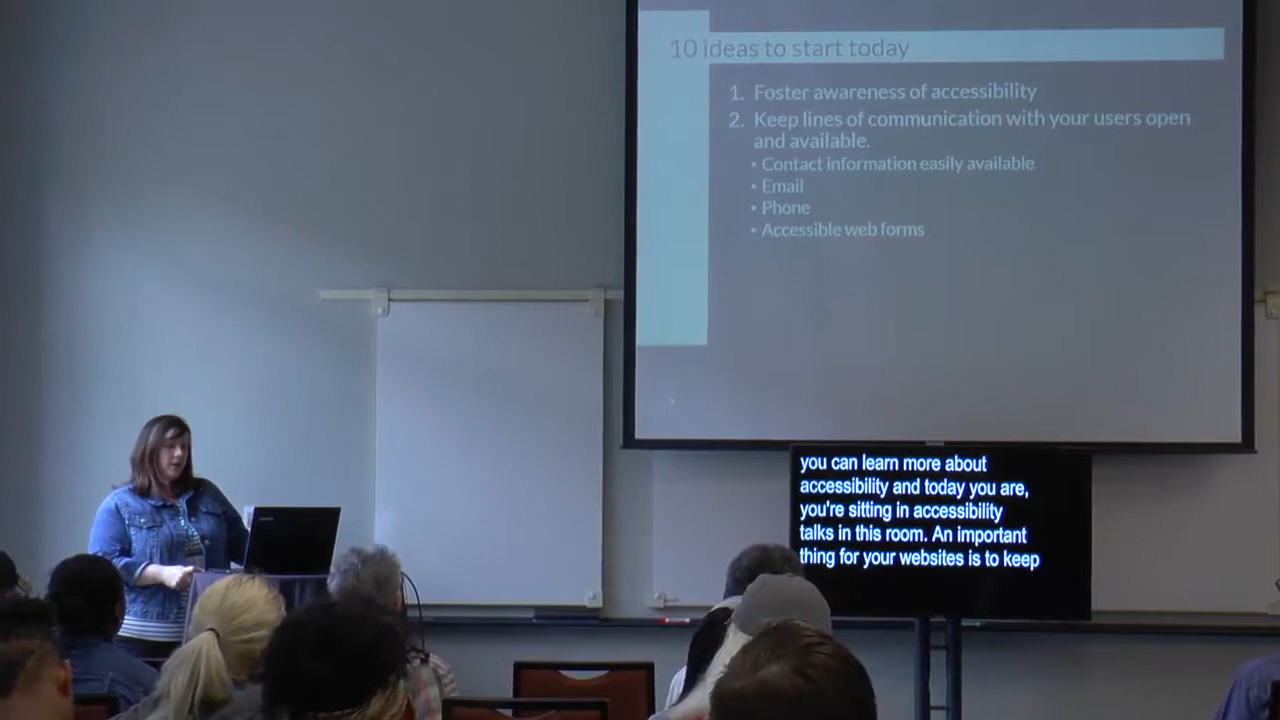 10 ideas to start today
1. Foster awareness of accessibility
2. Keep lines of communication with your users open
and available.
▪ Contact information easily available
▪ Email
▪ Phone
▪ Accessible web forms
you can learn more about
accessibility and today you are,
you're sitting in accessibility
talks in this room. An important
thing for your websites is to keep